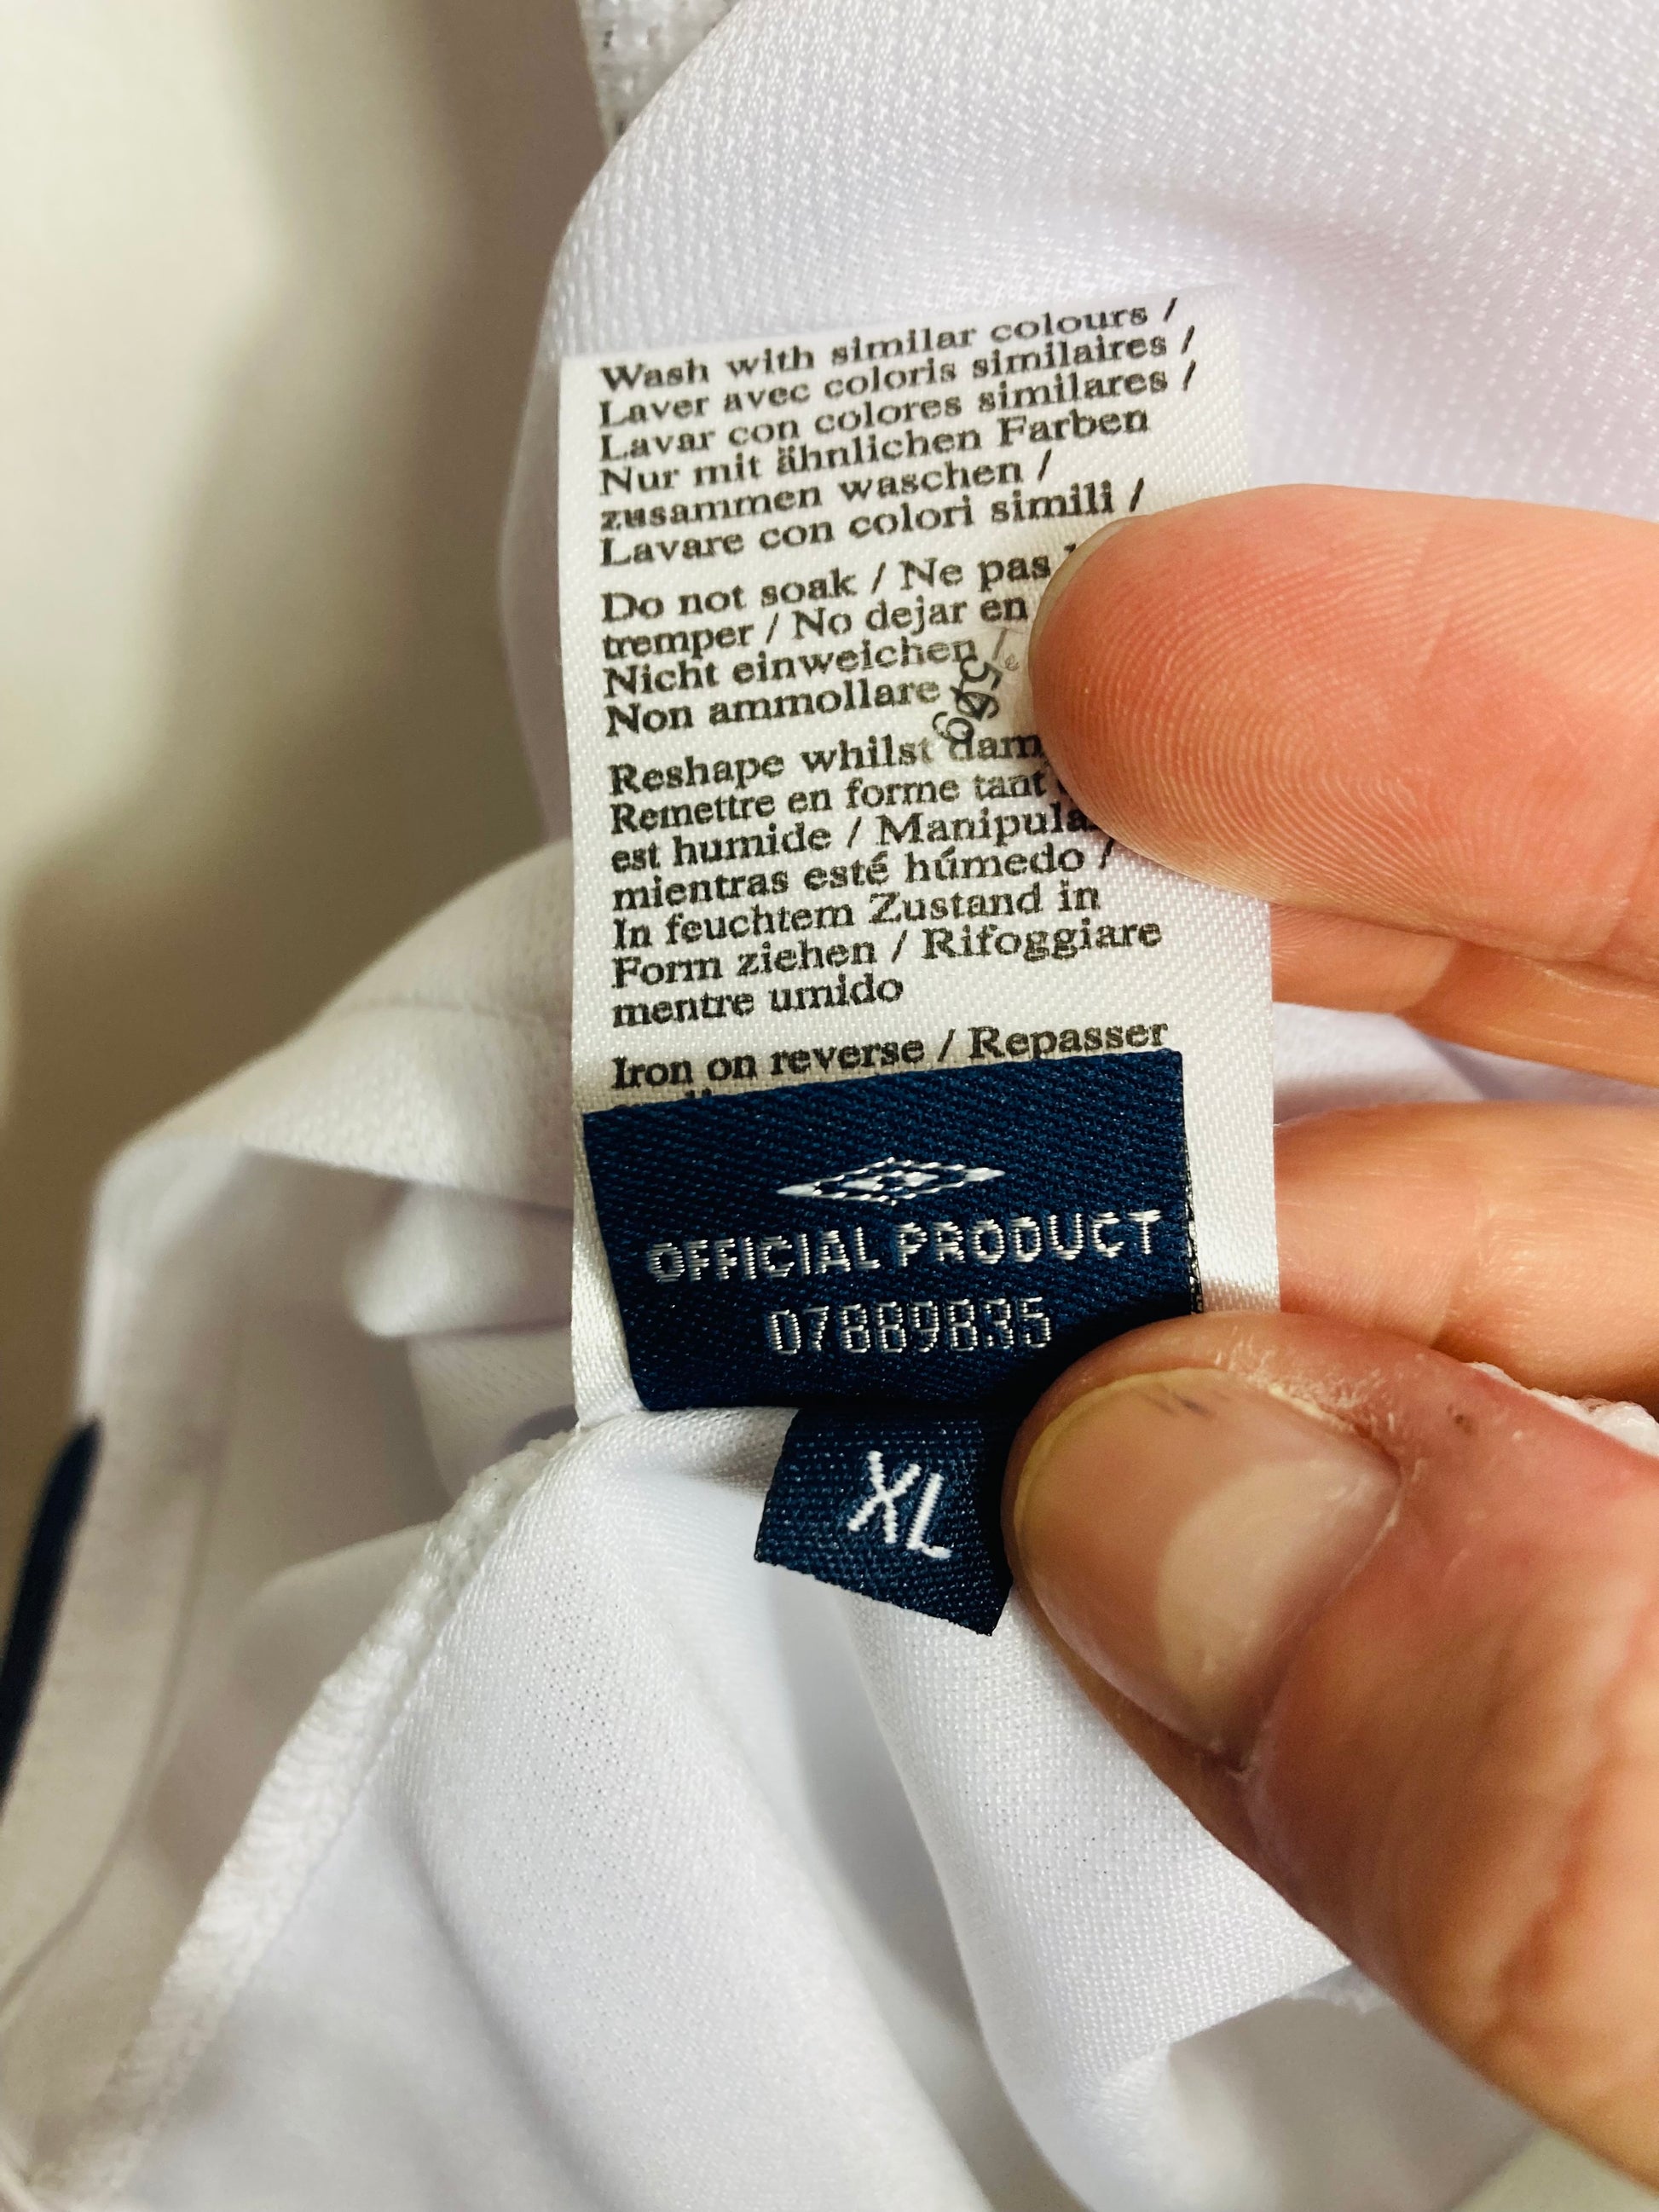 Wash with similar colours /
Laver avec coloris similaires /
Lavar con colores similares /
Nur mit ähnlichen Farben
zusammen waschen /
Lavare con colori simili /
Do not soak / Ne pas
tremper / No dejar en
Nicht einweichen /
Non ammollare
Reshape whilst
Remettre en forme tant
est humide /
mientras esté húmedo /
In feuchtem Zustand in
Form ziehen / Rifoggiare
mentre umido
Iron on reverse / Repasser
OFFICIAL PRODUCT
07889835
XL